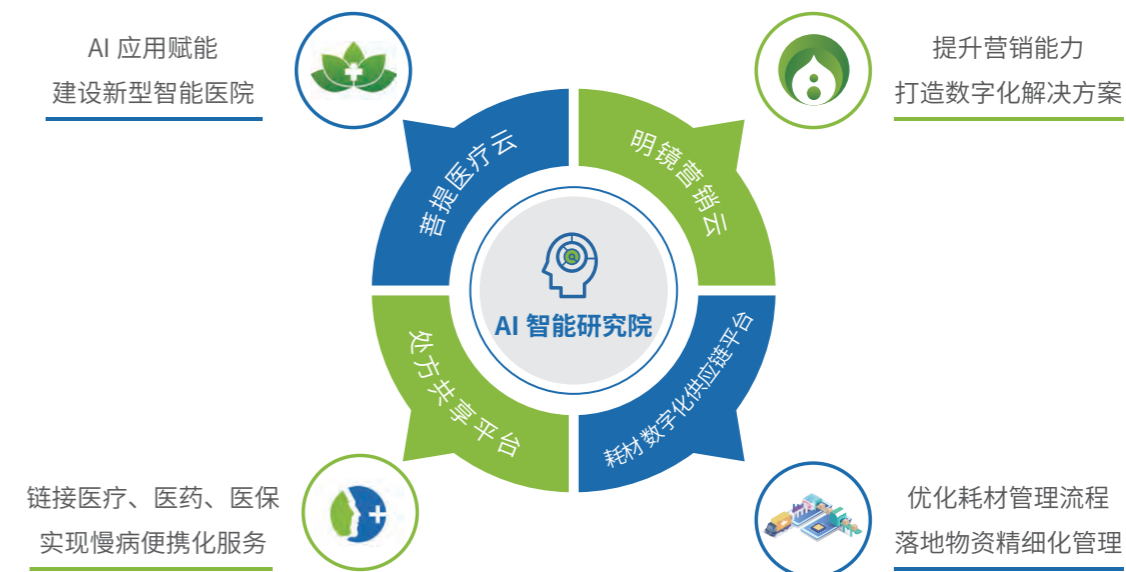 AI 应用赋能
建设新型智能医院
提升营销能力
打造数字化解决方案
菩提医疗云
明镜营销云
AI 智能研究院
处方共享平台
耗材数字化供应链平台
链接医疗、医药、医保
实现慢病便携化服务
优化耗材管理流程
落地物资精细化管理